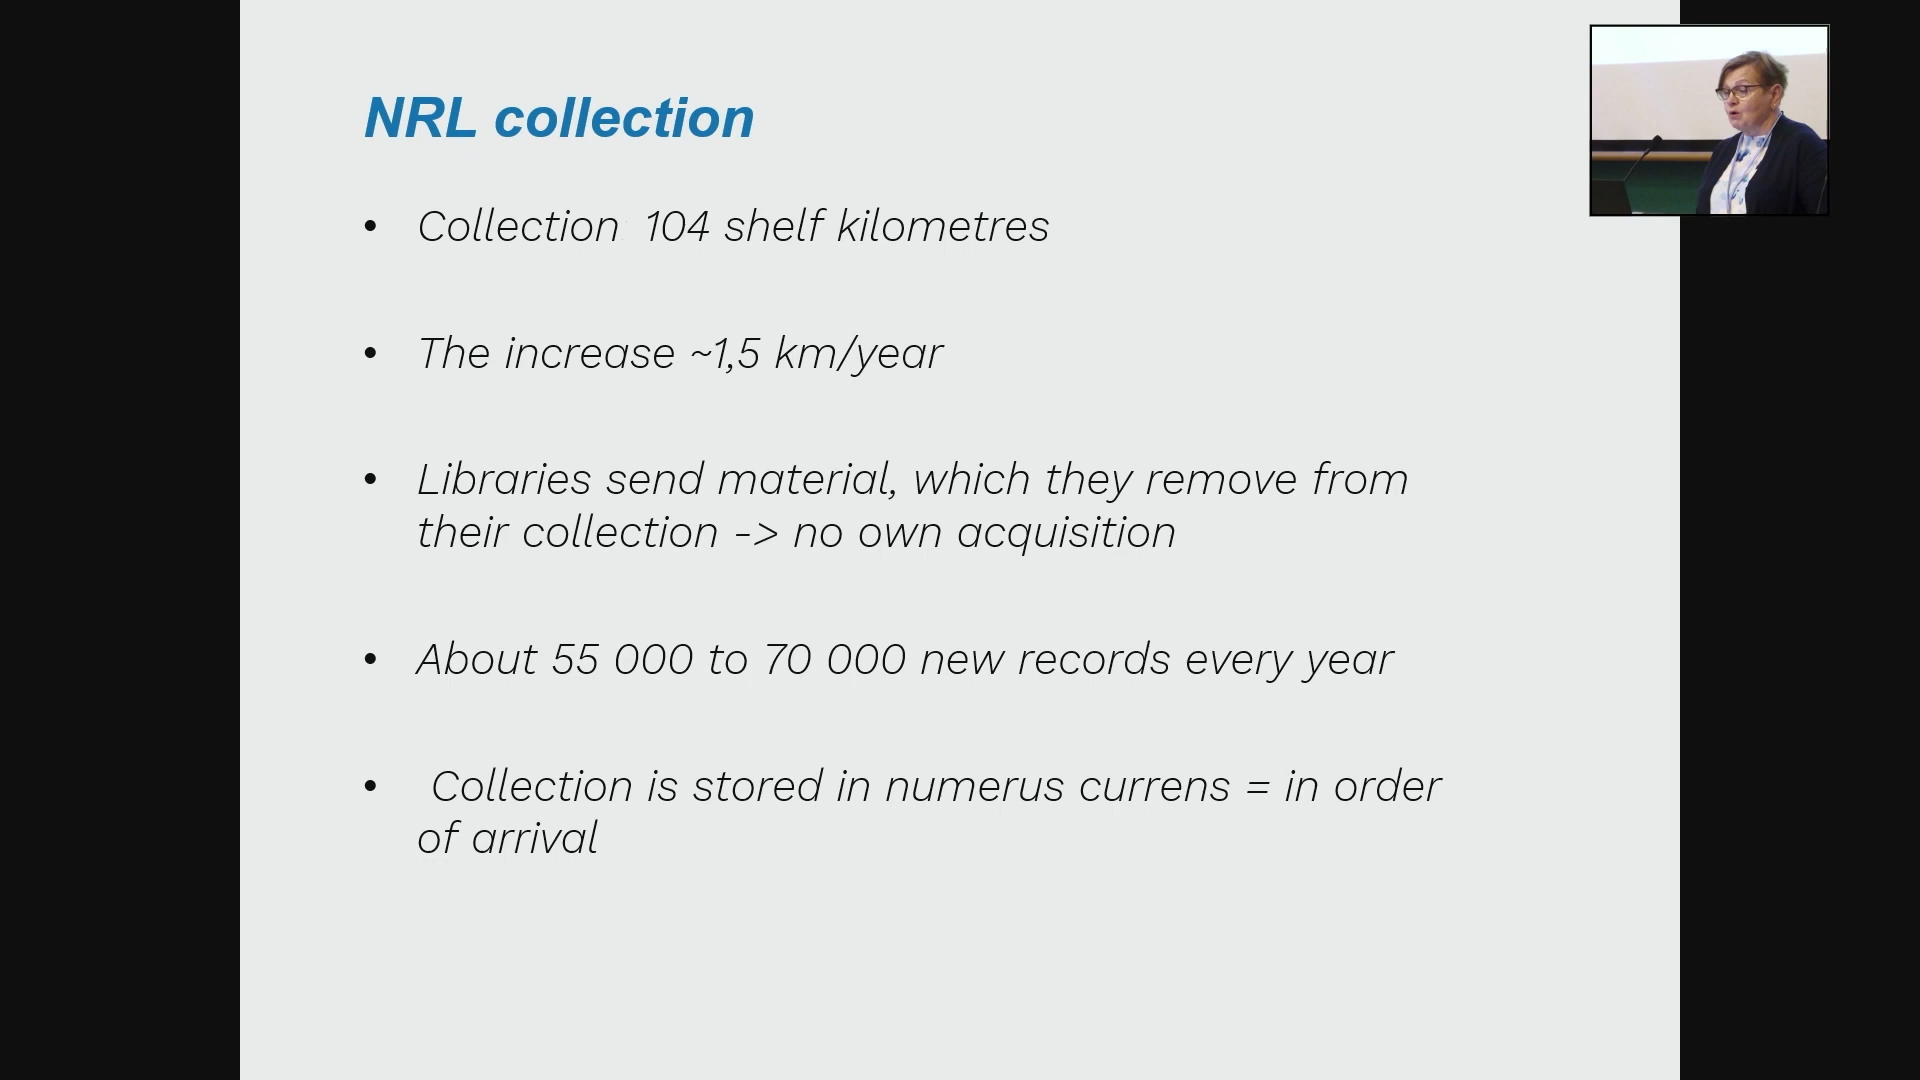 NRL collection
• Collection 104 shelf kilometres
• The increase ~1,5 km/year
• Libraries send material, which they remove from
their collection -> no own acquisition
• About 55 000 to 70 000 new records every year
• Collection is stored in numerus currens = in order
of arrival